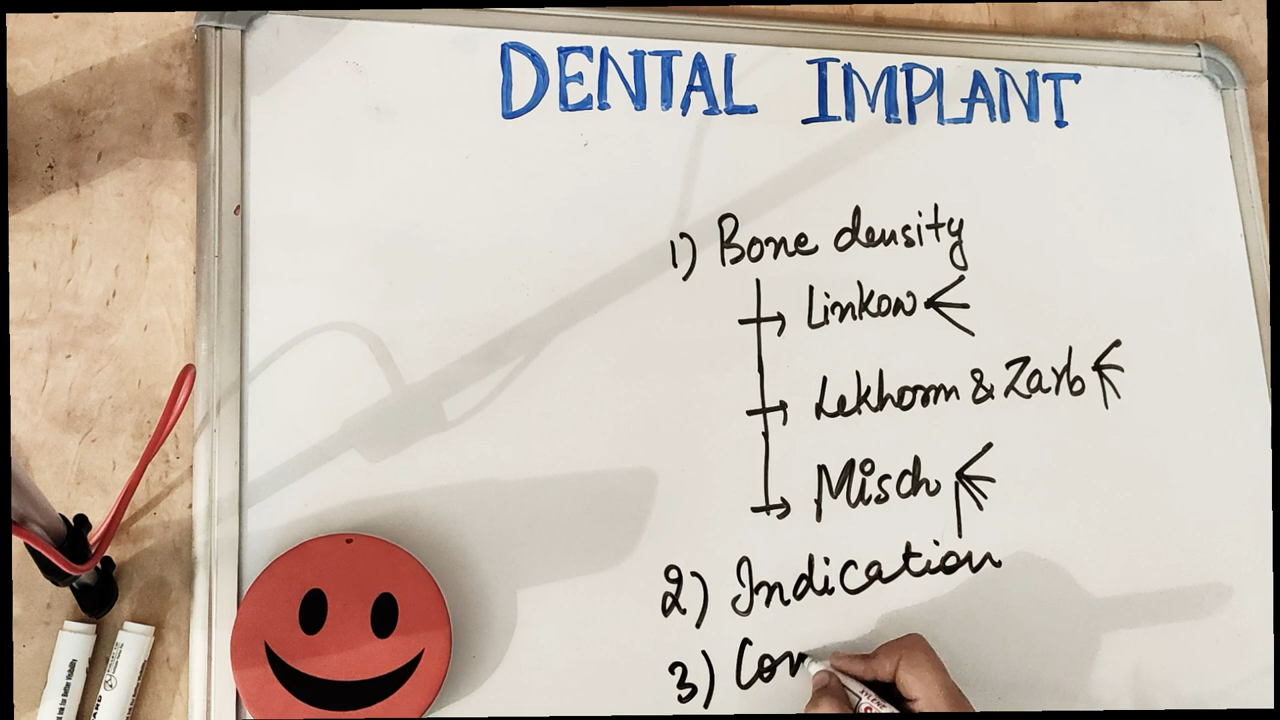 DENTAL IMPLANT
1) Bone density
Linkow
Lekhorm & Zarb
Misch
2) Indication
3) Con